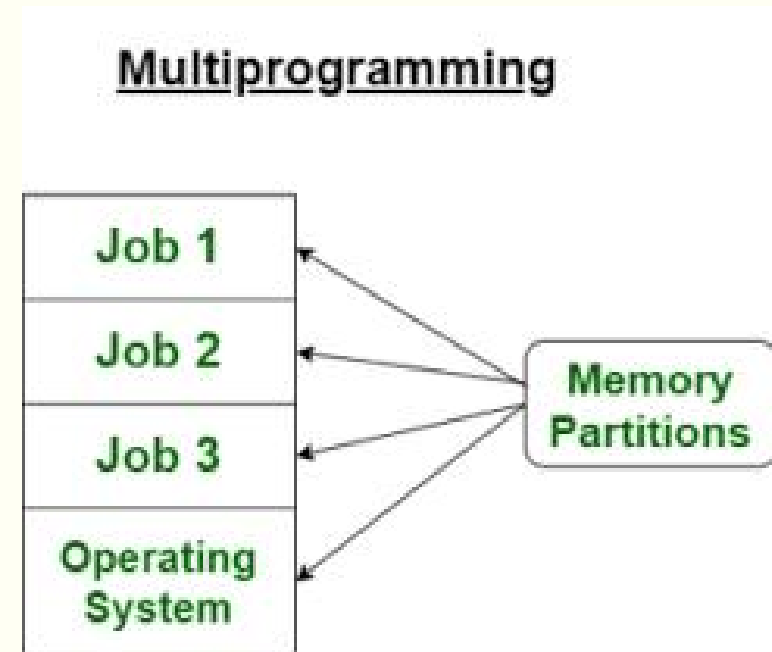 Multiprogramming
Job 1
Job 2
Job 3
Operating
System
Memory
Partitions